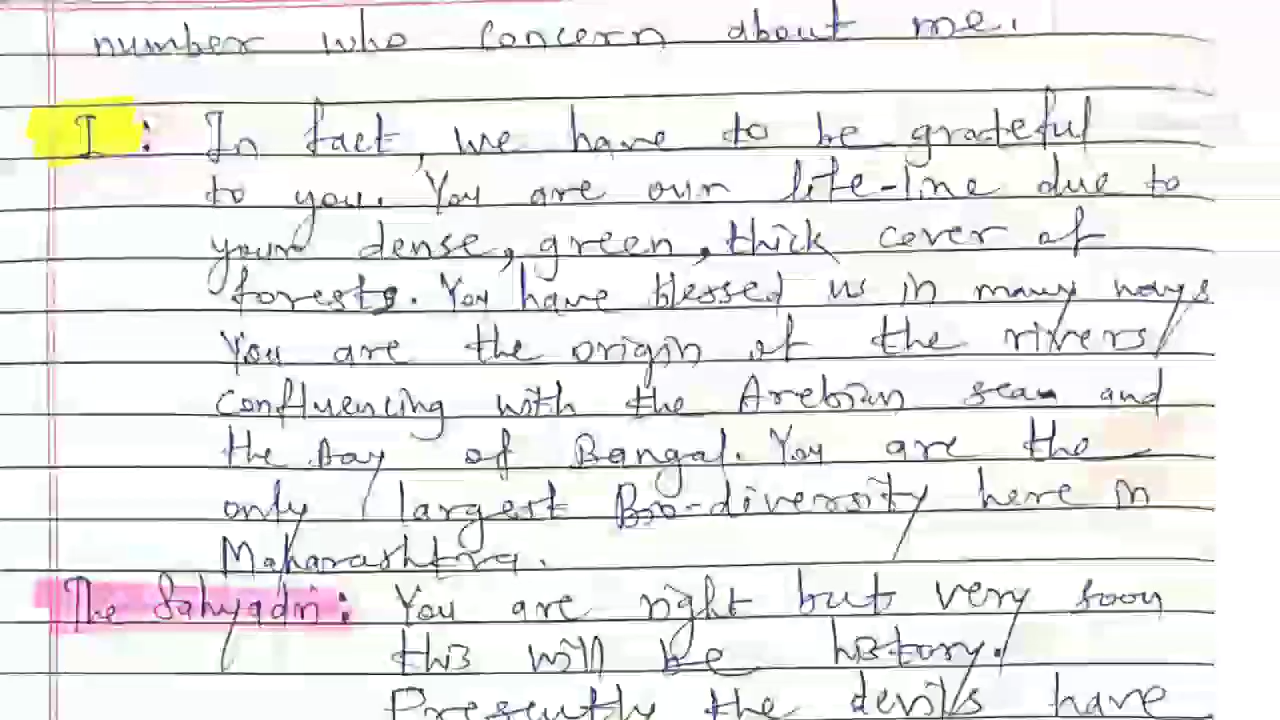 number who concern about me.
I : In fact, we have to be grateful
to you. You are our life-line due to
your dense, green, thick cover of
forests. You have blessed us in many ways
You are the origin of the rivers
confluencing with the Arebian sea and
the bay of Bangal. You are the
only largest Bio-diversity here in
Maharashtra.
The Sahyadri : You are right but very soon
this will be history.
Presently the devils have